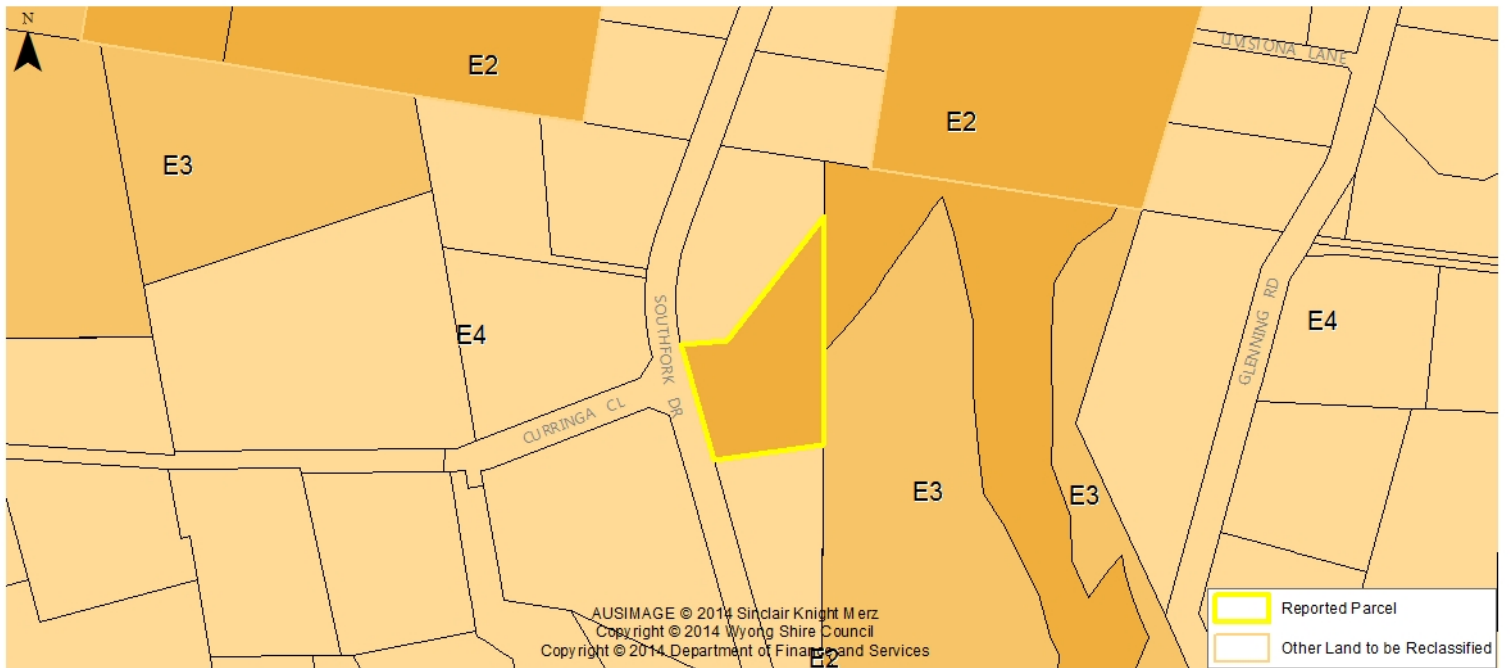 N
E2
LIVISTONA LANE
E2
E3
SOUTHFORK DR
GLENNING RD
E4
E4
CURRINGA CL
E3
E3
AUSIMAGE © 2014 Sinclair Knight Merz
Copyright © 2014 Wyong Shire Council
Copyright © 2014 Department of Finance and Services
E2
Reported Parcel
Other Land to be Reclassified